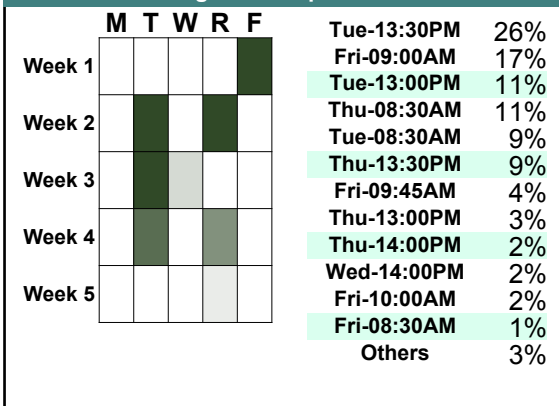 M T W R F
Week 1
Week 2
Week 3
Week 4
Week 5
Tue-13:30PM 26%
Fri-09:00AM 17%
Tue-13:00PM 11%
Thu-08:30AM 11%
Tue-08:30AM 9%
Thu-13:30PM 9%
Fri-09:45AM 4%
Thu-13:00PM 3%
Thu-14:00PM 2%
Wed-14:00PM 2%
Fri-10:00AM 2%
Fri-08:30AM 1%
Others 3%